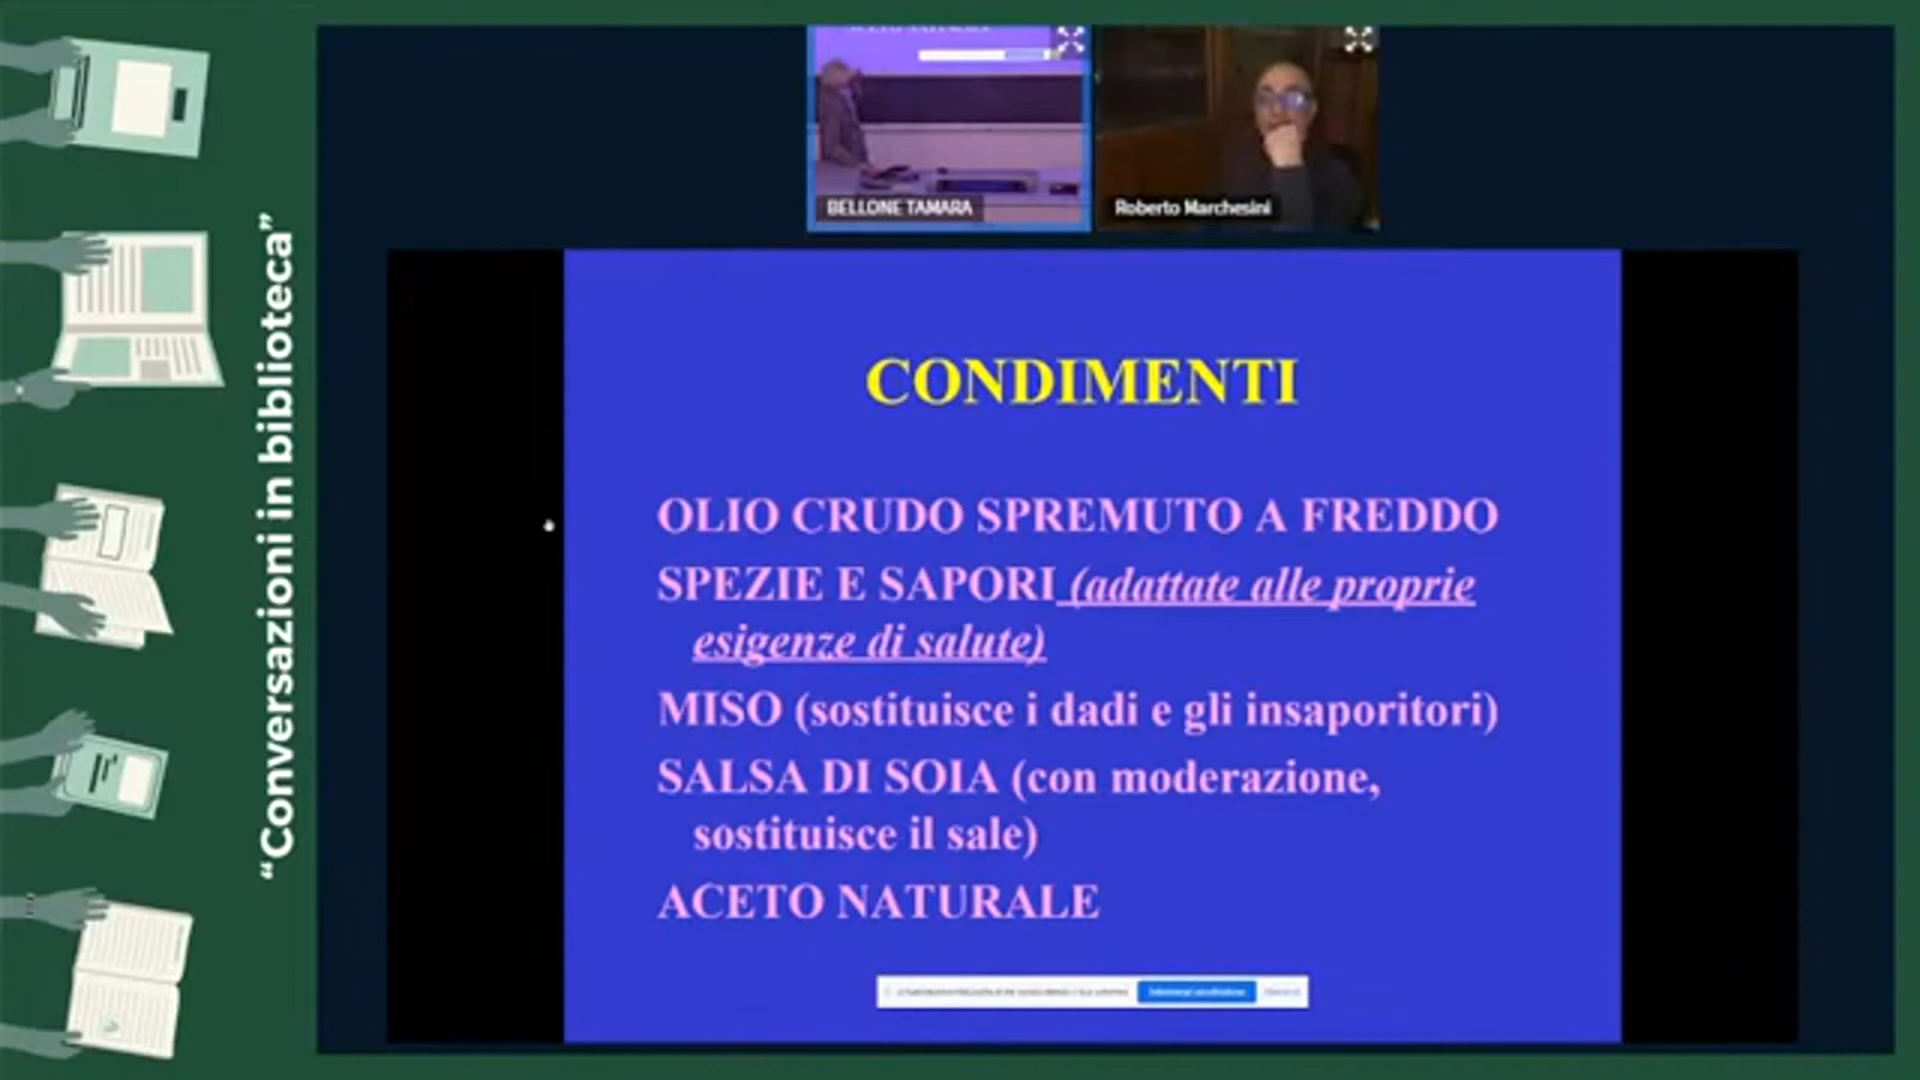 “Conversazioni in biblioteca”
BELLONE TAMARA
Roberto Marchesini
CONDIMENTI
OLIO CRUDO SPREMUTO A FREDDO
SPEZIE E SAPORI (adattate alle proprie
esigenze di salute)
MISO (sostituisce i dadi e gli insaporitori)
SALSA DI SOIA (con moderazione,
sostituisce il sale)
ACETO NATURALE